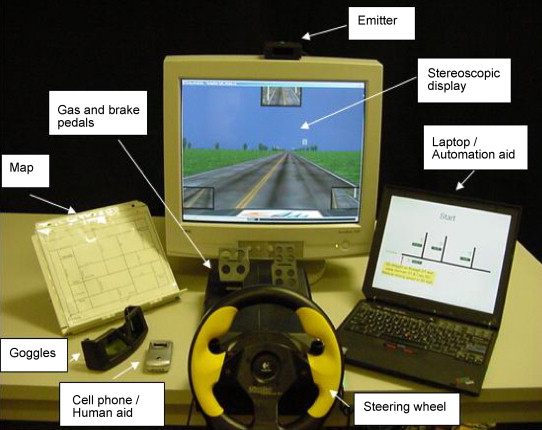 Emitter
Stereoscopic
display
Gas and brake
pedals
Laptop /
Automation aid
Map
Start
Goggles
Cell phone /
Human aid
Steering wheel